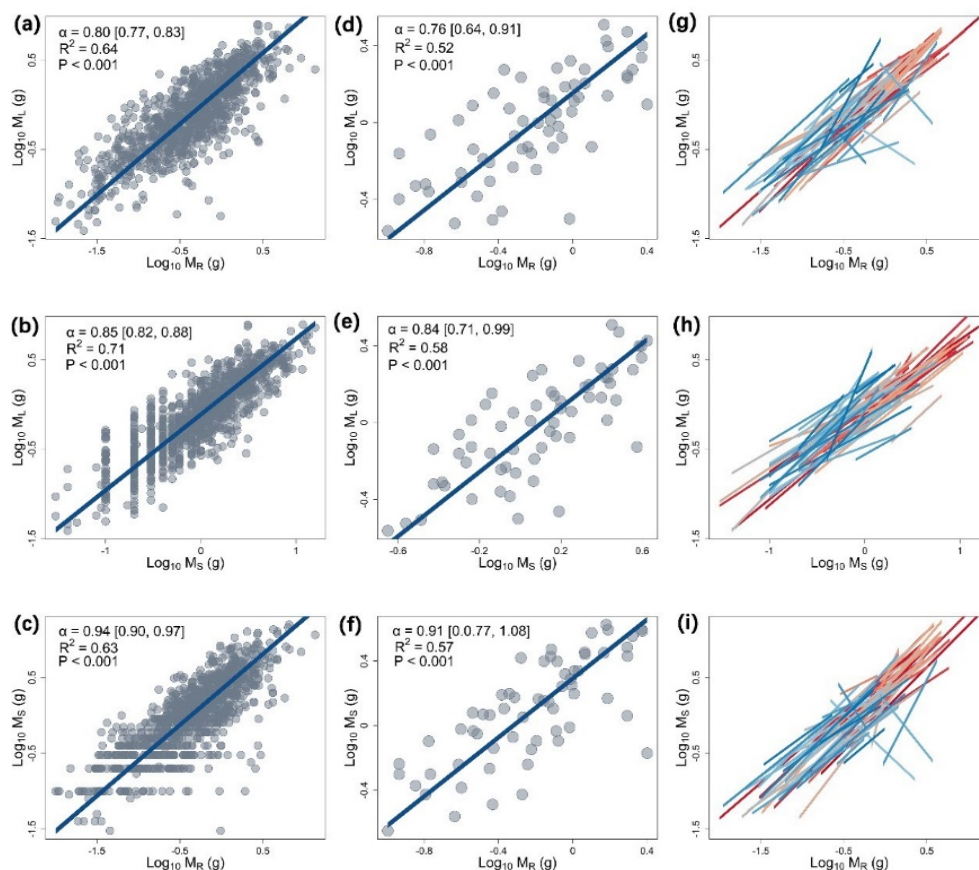 (a)
α = 0.80 [0.77, 0.83]
R² = 0.64
P < 0.001
0.5
-0.5
-1.5
Log₁₀ M_L (g)
-1.5 -0.5 0.5
Log₁₀ M_R (g)
(d)
α = 0.76 [0.64, 0.91]
R² = 0.52
P < 0.001
0.4
0
-0.4
Log₁₀ M_L (g)
-0.8 -0.4 0 0.4
Log₁₀ M_R (g)
(g)
0.5
-0.5
-1.5
Log₁₀ M_L (g)
-1.5 -0.5 0.5
Log₁₀ M_R (g)
(b)
α = 0.85 [0.82, 0.88]
R² = 0.71
P < 0.001
0.5
-0.5
-1.5
Log₁₀ M_L (g)
-1 0 1
Log₁₀ M_S (g)
(e)
α = 0.84 [0.71, 0.99]
R² = 0.58
P < 0.001
0.4
0
-0.4
Log₁₀ M_L (g)
-0.6 -0.2 0.2 0.6
Log₁₀ M_S (g)
(h)
0.5
-0.5
-1.5
Log₁₀ M_L (g)
-1 0 1
Log₁₀ M_S (g)
(c)
α = 0.94 [0.90, 0.97]
R² = 0.63
P < 0.001
0.5
-0.5
-1.5
Log₁₀ M_S (g)
-1.5 -0.5 0.5
Log₁₀ M_R (g)
(f)
α = 0.91 [0.0.77, 1.08]
R² = 0.57
P < 0.001
0.4
0
-0.4
Log₁₀ M_S (g)
-0.8 -0.4 0 0.4
Log₁₀ M_R (g)
(i)
0.5
-0.5
-1.5
Log₁₀ M_S (g)
-1.5 -0.5 0.5
Log₁₀ M_R (g)